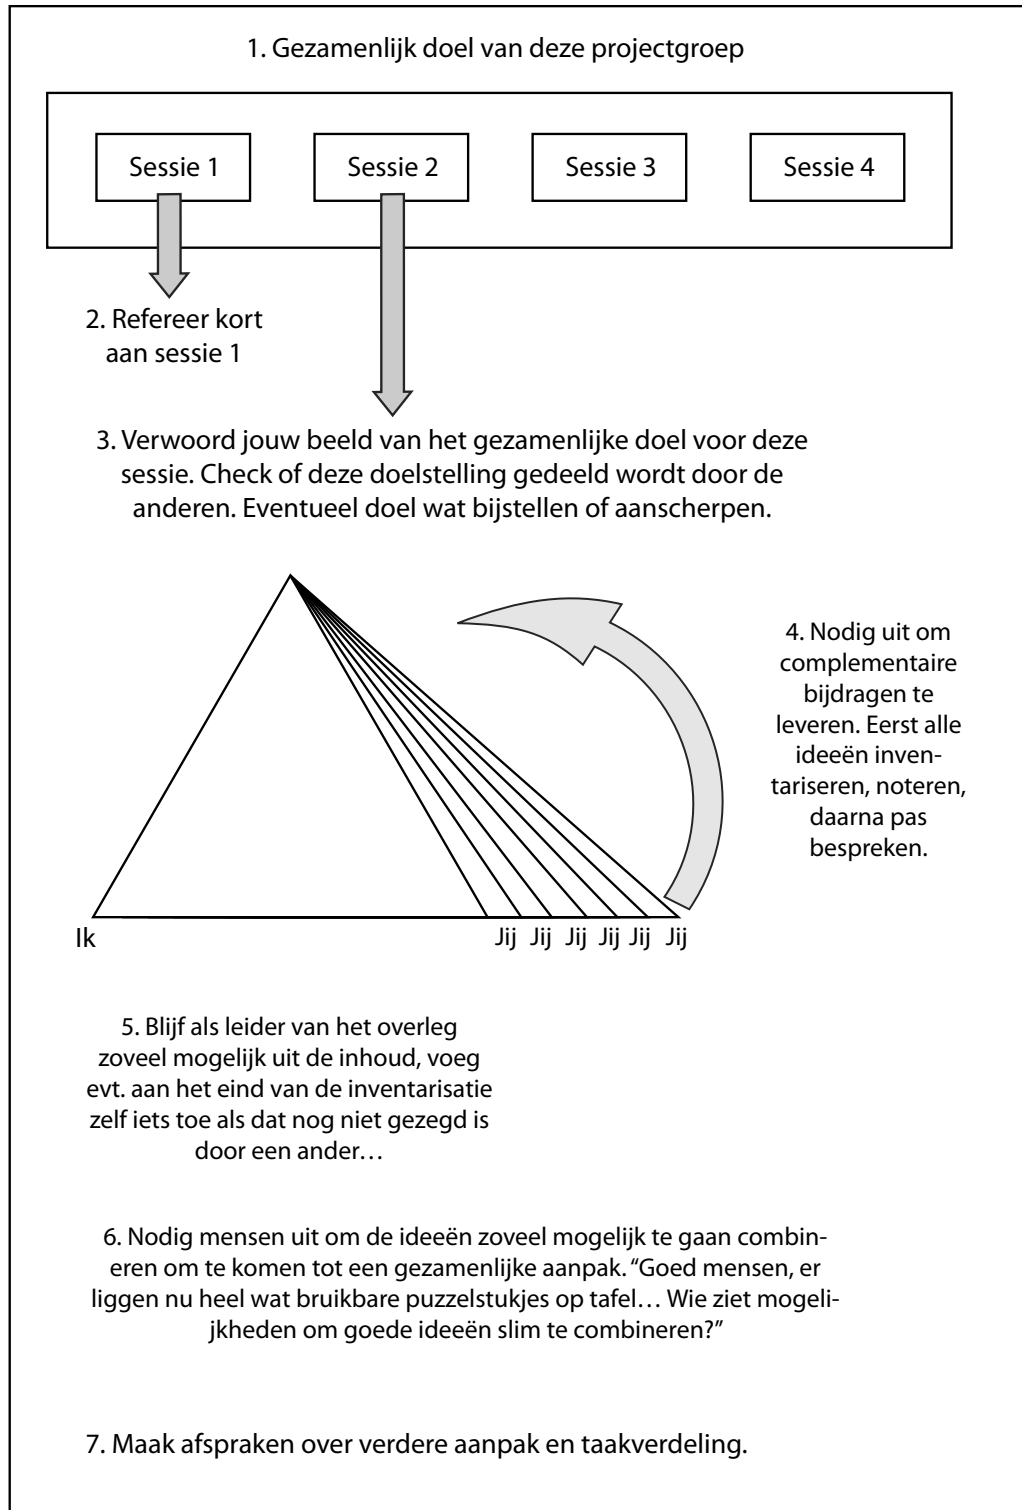 1. Gezamenlijk doel van deze projectgroep
Sessie 1
Sessie 2
Sessie 3
Sessie 4
2. Refereer kort
aan sessie 1
3. Verwoord jouw beeld van het gezamenlijke doel voor deze
sessie. Check of deze doelstelling gedeeld wordt door de
anderen. Eventueel doel wat bijstellen of aanscherpen.
4. Nodig uit om
complementaire
bijdragen te
leveren. Eerst alle
ideeën inven-
tariseren, noteren,
daarna pas
bespreken.
Ik
Jij Jij Jij Jij Jij Jij
5. Blijf als leider van het overleg
zoveel mogelijk uit de inhoud, voeg
evt. aan het eind van de inventarisatie
zelf iets toe als dat nog niet gezegd is
door een ander…
6. Nodig mensen uit om de ideeën zoveel mogelijk te gaan combin-
eren om te komen tot een gezamenlijke aanpak. “Goed mensen, er
liggen nu heel wat bruikbare puzzelstukjes op tafel… Wie ziet mogeli-
jkheden om goede ideeën slim te combineren?”
7. Maak afspraken over verdere aanpak en taakverdeling.